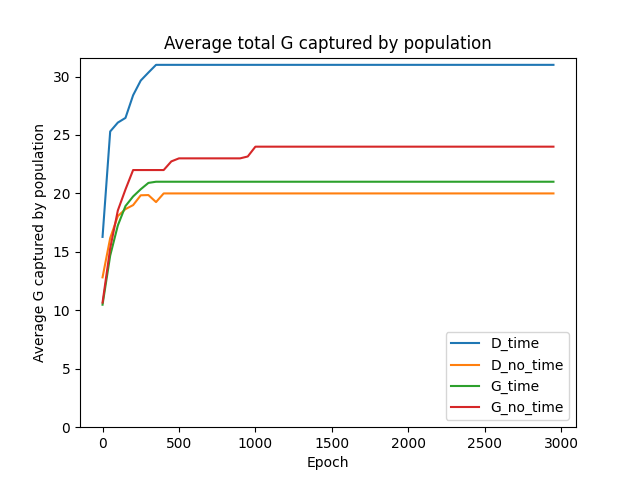 Average total G captured by population
Average G captured by population
30
25
20
15
10
5
0
0 500 1000 1500 2000 2500 3000
Epoch
D_time
D_no_time
G_time
G_no_time